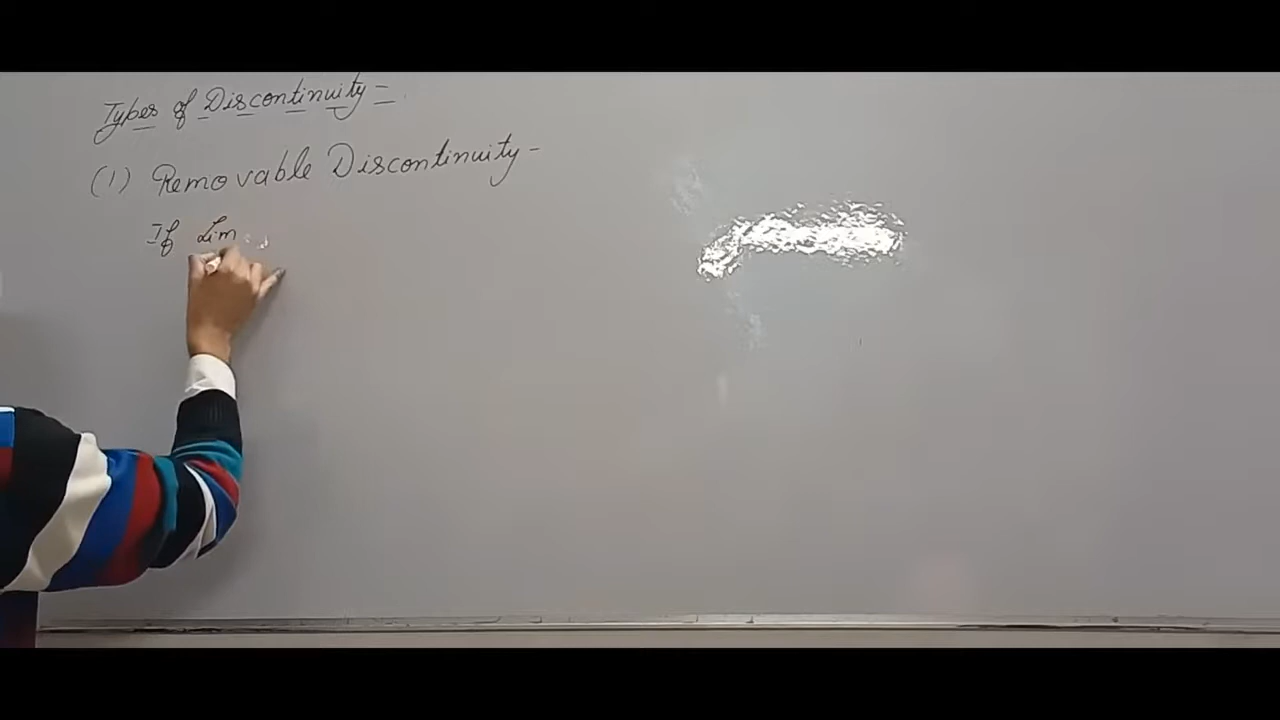 Types of Discontinuity =
(1) Removable Discontinuity -
If Lim